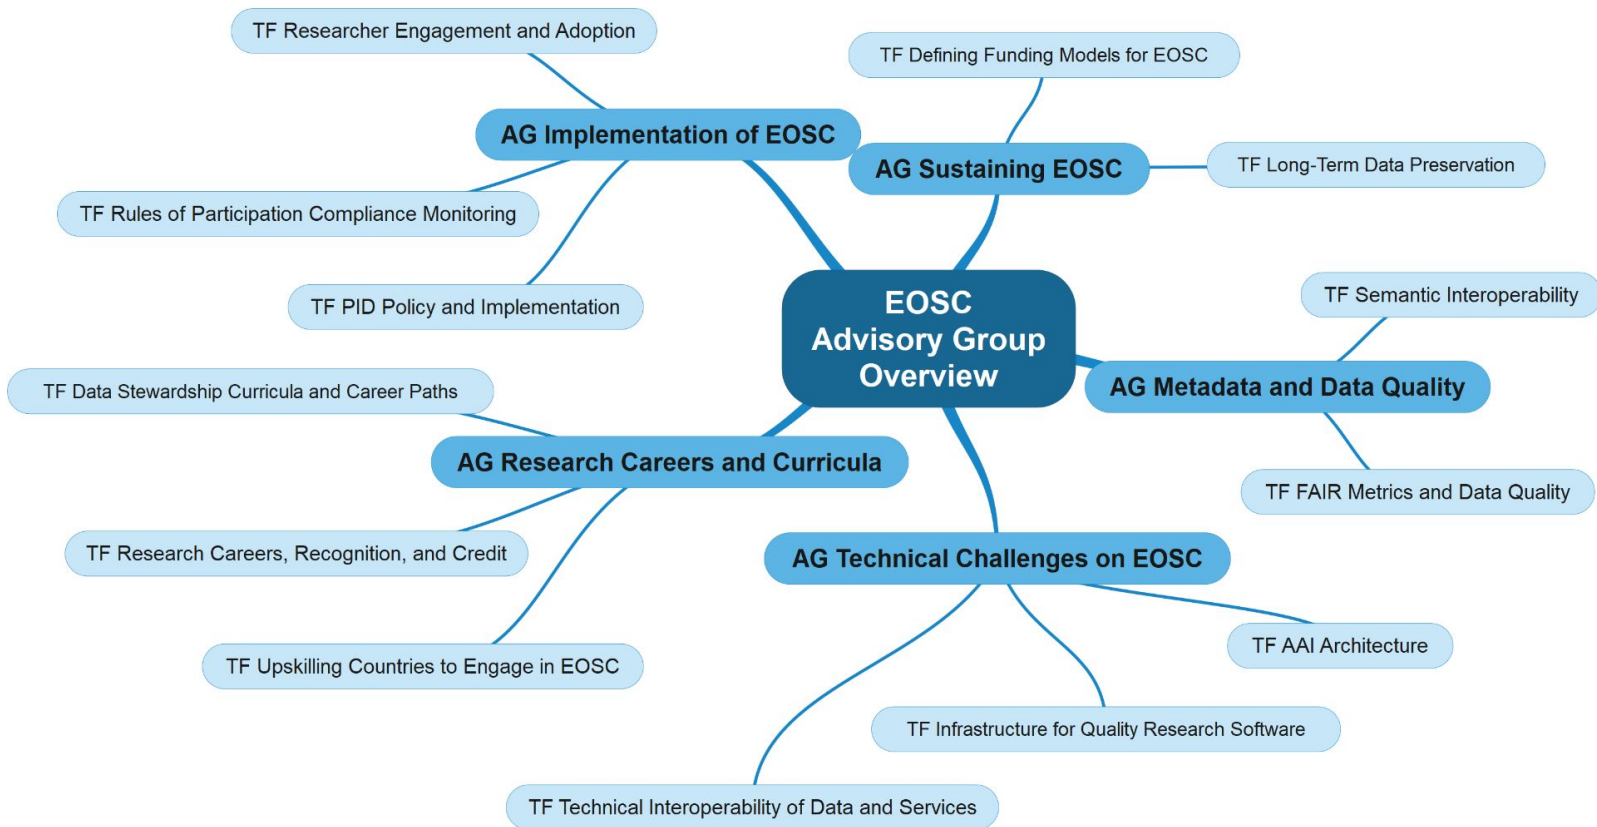 TF Researcher Engagement and Adoption
TF Defining Funding Models for EOSC
AG Implementation of EOSC
AG Sustaining EOSC
TF Long-Term Data Preservation
TF Rules of Participation Compliance Monitoring
TF PID Policy and Implementation
EOSC
Advisory Group
Overview
TF Semantic Interoperability
AG Metadata and Data Quality
TF FAIR Metrics and Data Quality
TF Data Stewardship Curricula and Career Paths
AG Research Careers and Curricula
TF Research Careers, Recognition, and Credit
TF Upskilling Countries to Engage in EOSC
AG Technical Challenges on EOSC
TF AAI Architecture
TF Infrastructure for Quality Research Software
TF Technical Interoperability of Data and Services